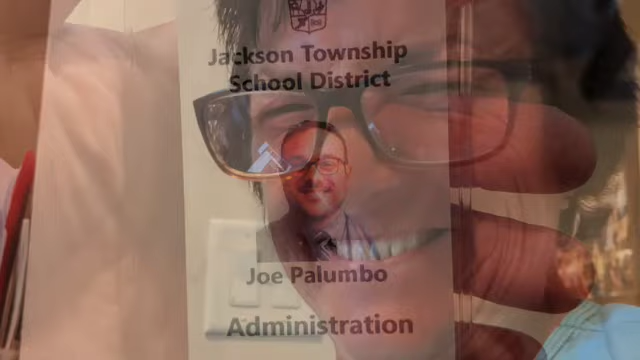 Jackson Township
School District
Joe Palumbo
Administration